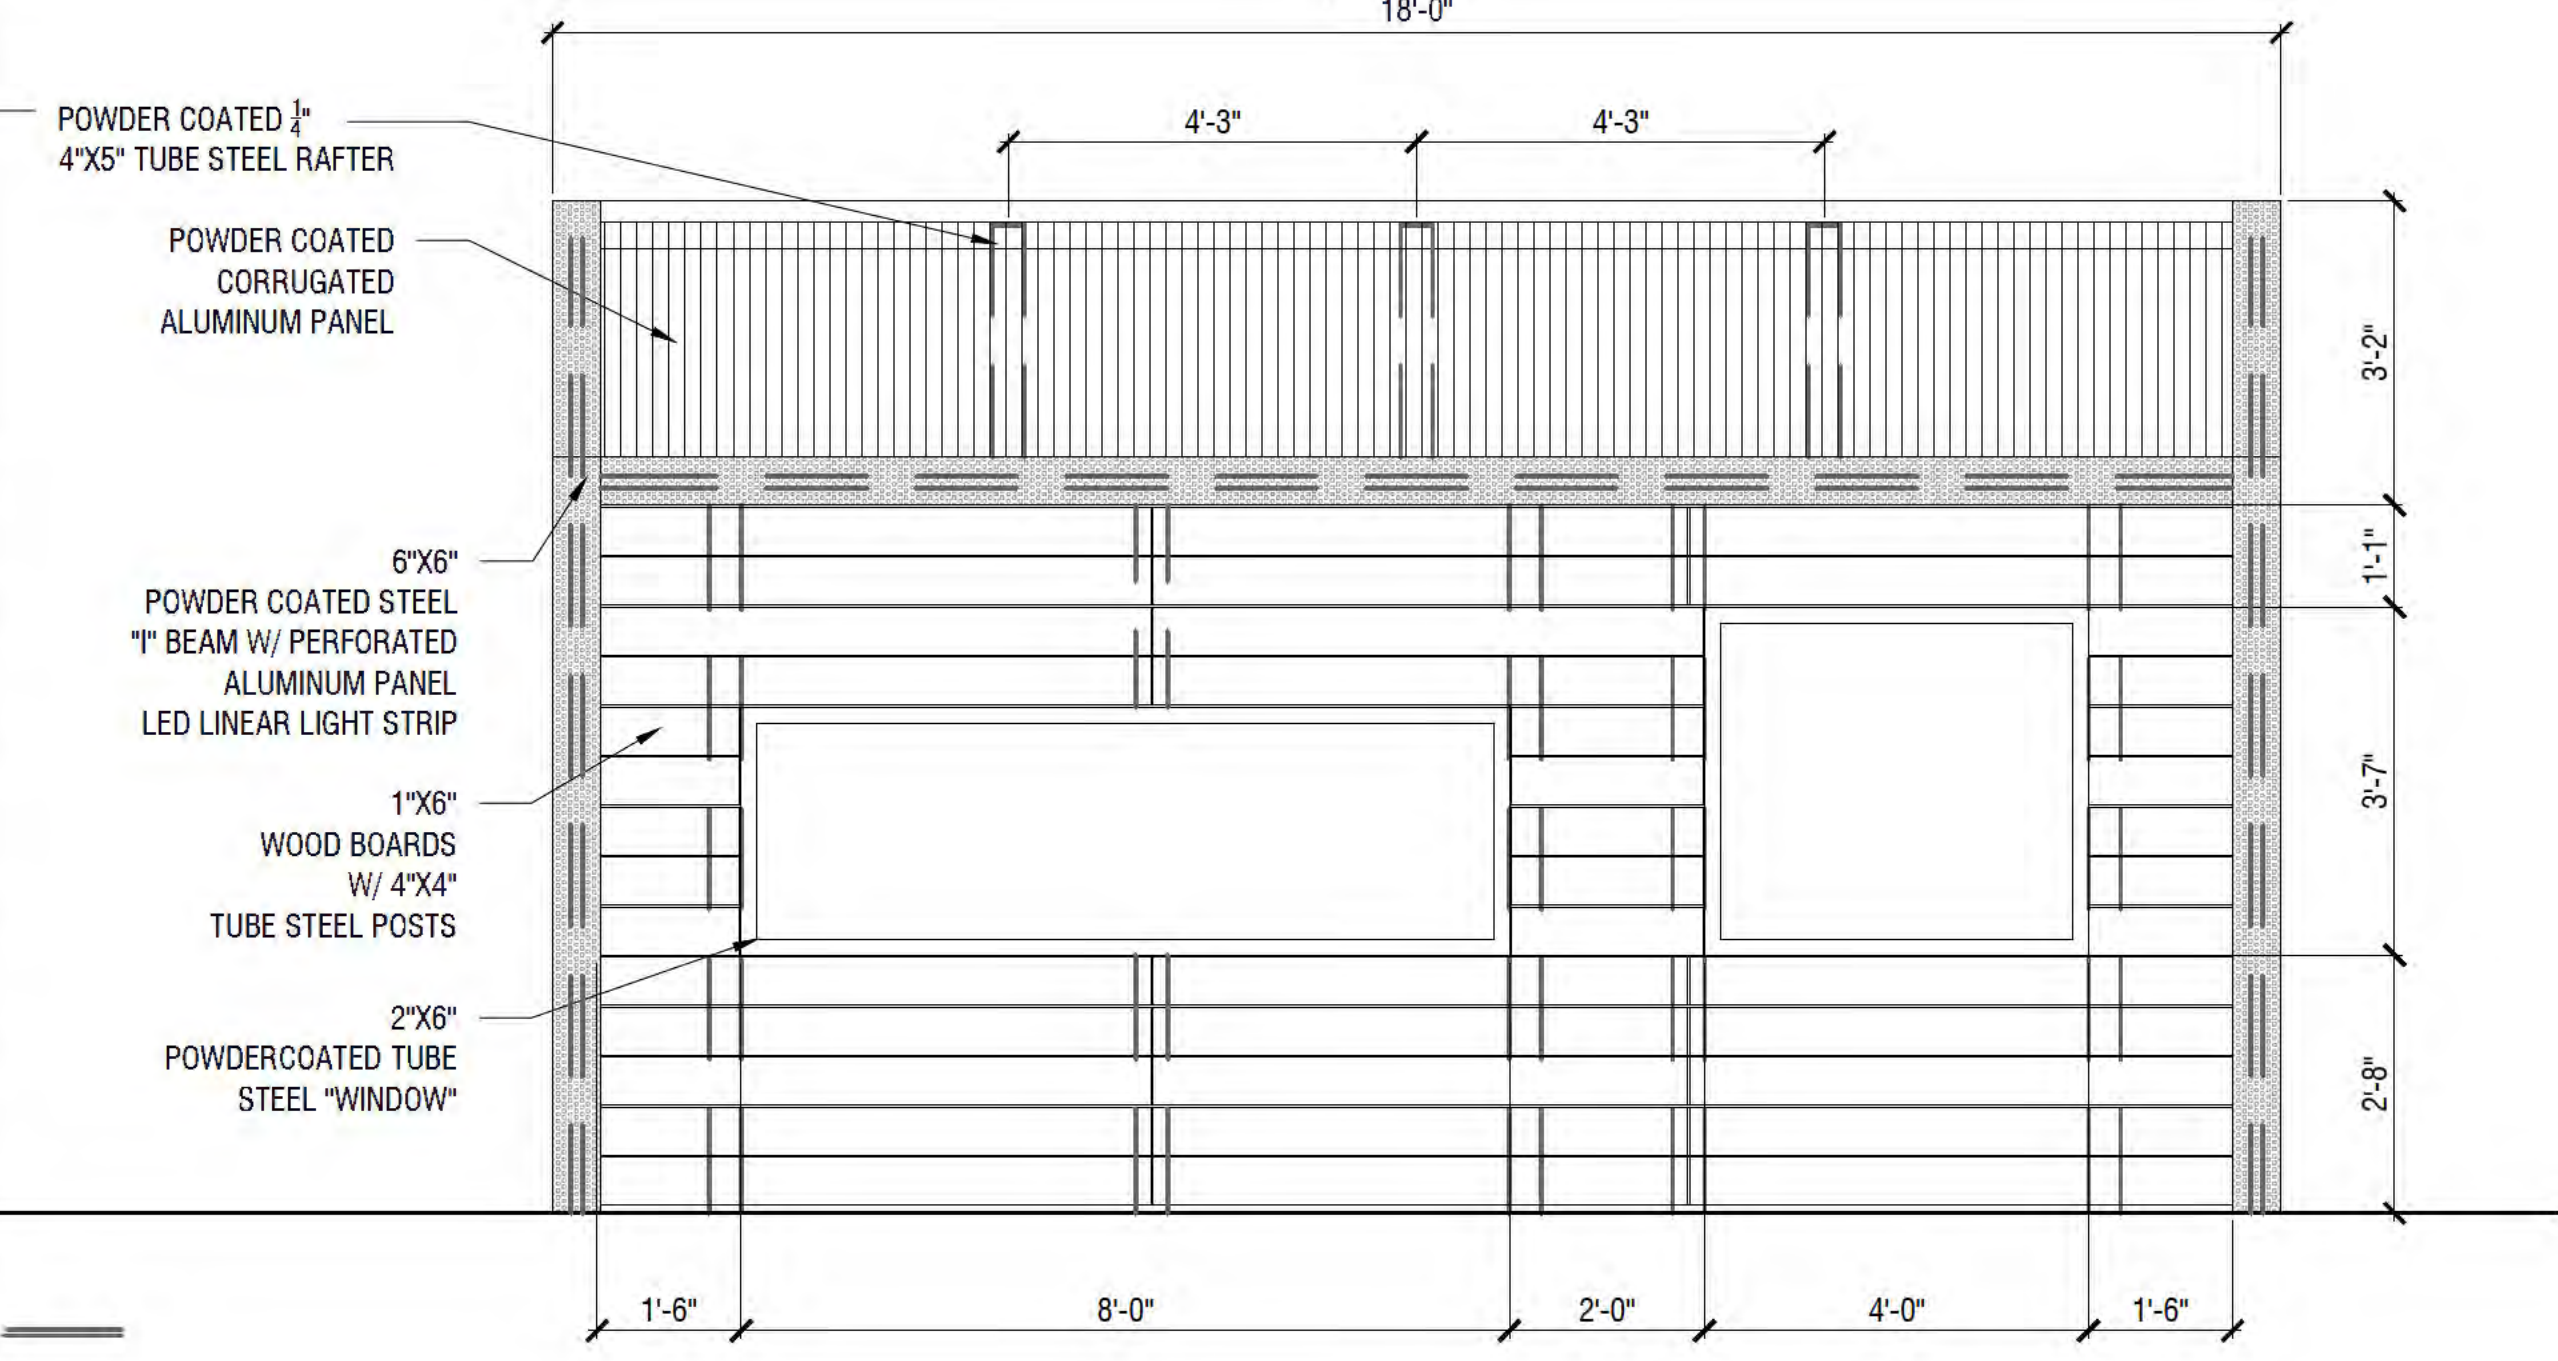 18'-0"
4'-3"
4'-3"
POWDER COATED 1/4"
4"X5" TUBE STEEL RAFTER
POWDER COATED
CORRUGATED
ALUMINUM PANEL
3'-2"
6"X6"
POWDER COATED STEEL
"I" BEAM W/ PERFORATED
ALUMINUM PANEL
LED LINEAR LIGHT STRIP
1'-1"
1"X6"
WOOD BOARDS
W/ 4"X4"
TUBE STEEL POSTS
3'-7"
2"X6"
POWDERCOATED TUBE
STEEL "WINDOW"
2'-8"
1'-6"
8'-0"
2'-0"
4'-0"
1'-6"